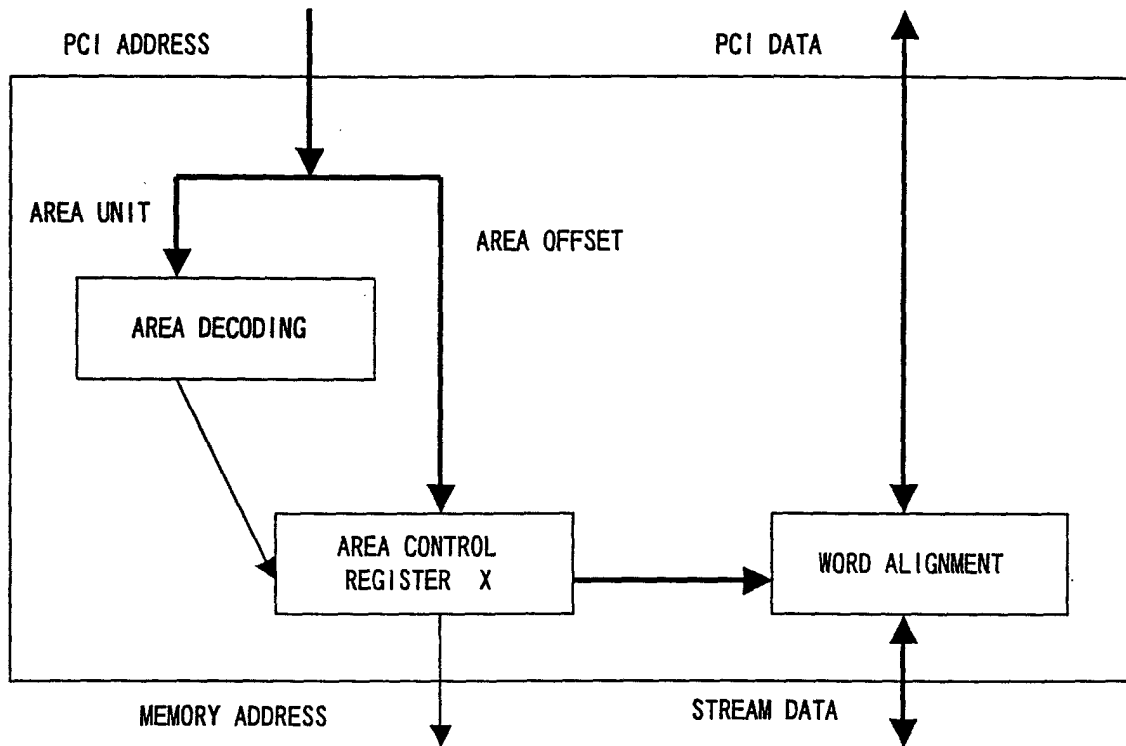 PCI ADDRESS
PCI DATA
AREA UNIT
AREA OFFSET
AREA DECODING
AREA CONTROL
REGISTER X
WORD ALIGNMENT
MEMORY ADDRESS
STREAM DATA